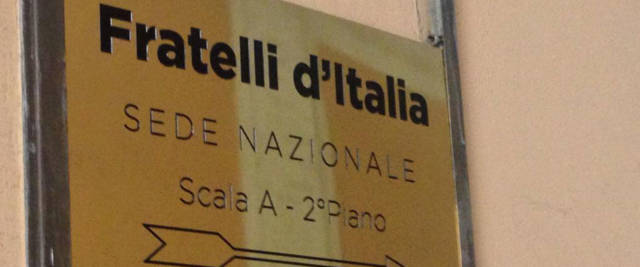 Fratelli d'Italia
SEDE NAZIONALE
Scala A - 2°Piano